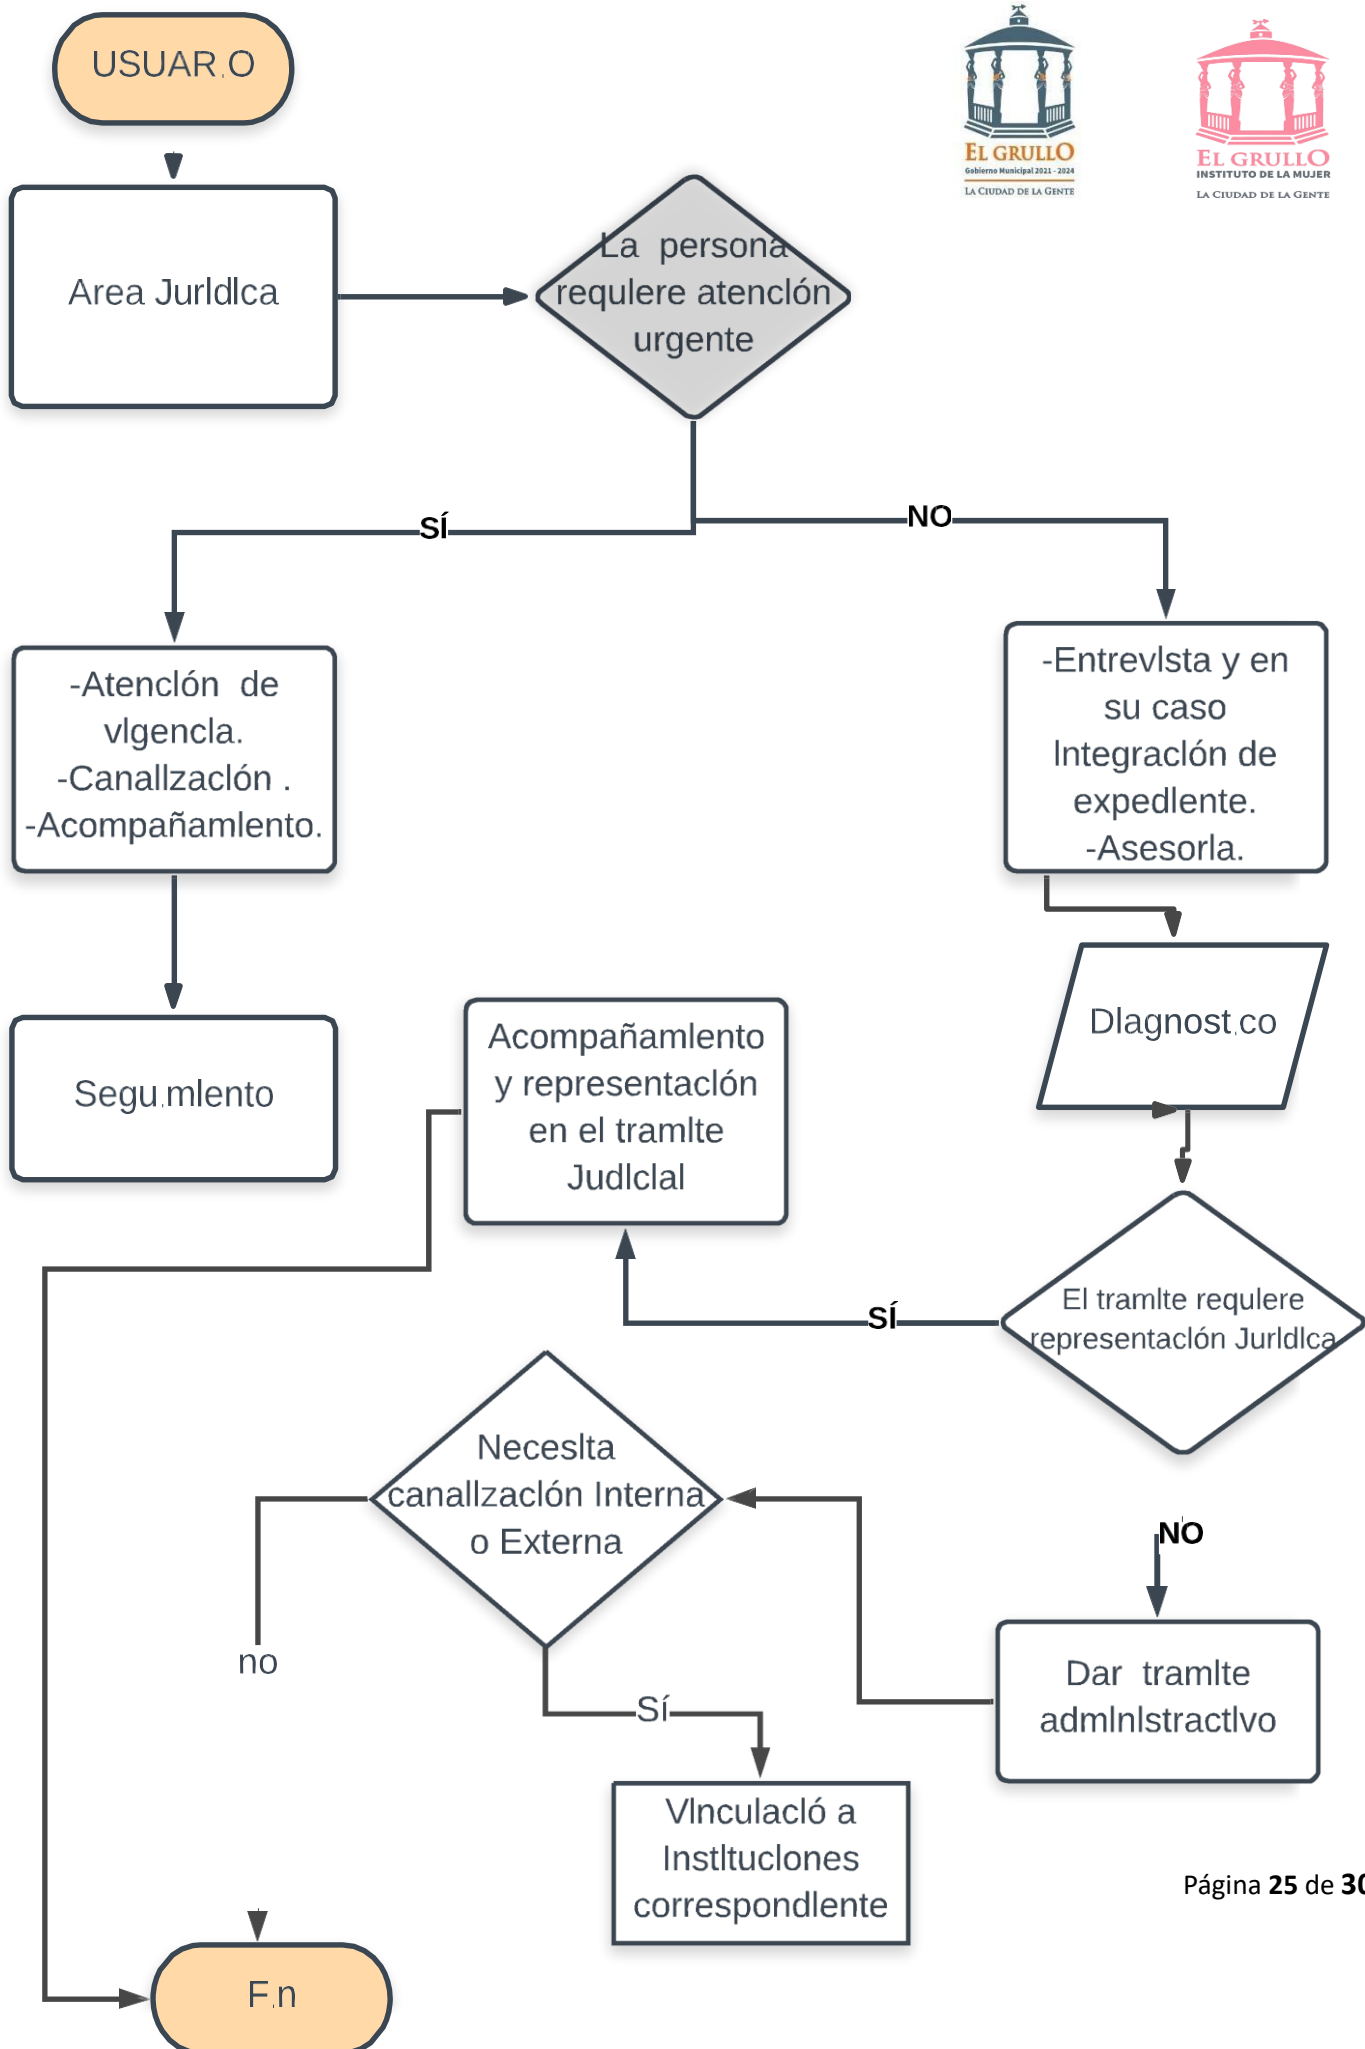 USUAR.O
EL GRULLO
Gobierno Municipal 2021 - 2024
LA CIUDAD DE LA GENTE
EL GRULLO
INSTITUTO DE LA MUJER
LA CIUDAD DE LA GENTE
Area Jurldlca
La persona
requlere atenclón
urgente
SÍ
NO
-Atenclón de
vlgencla.
-Canallzaclón .
-Acompañamlento.
-Entrevlsta y en
su caso
lntegraclón de
expedlente.
-Asesorla.
Dlagnost.co
Segu.mlento
Acompañamlento
y representaclón
en el tramlte
Judlclal
El tramlte requlere
representaclón Jurldlca
SÍ
Neceslta
canallzaclón Interna
o Externa
NO
no
Sí
Dar tramlte
admlnlstractlvo
Vlnculacló a
Instltuclones
correspondlente
Página 25 de 30
F.n